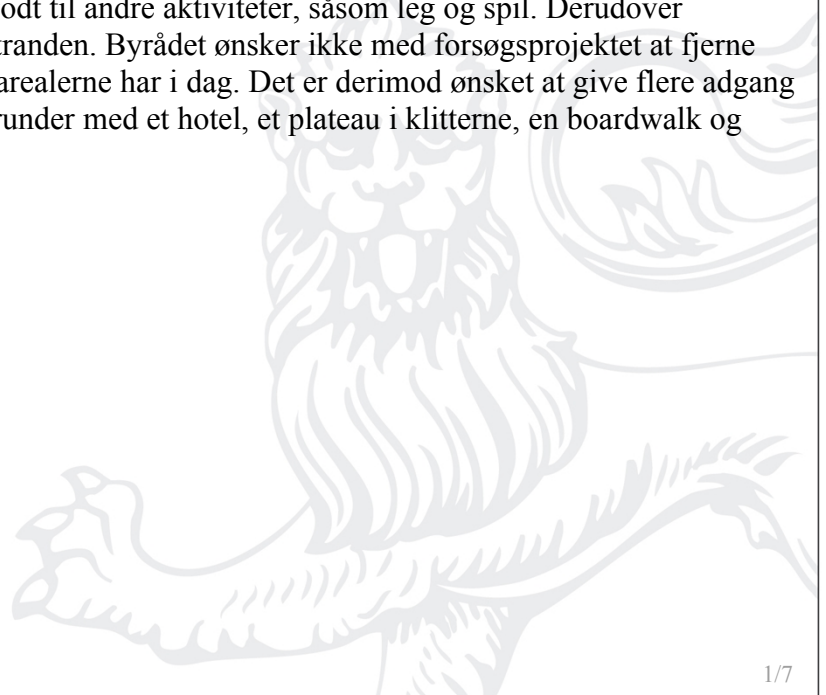 odt til andre aktiviteter, såsom leg og spil. Derudover
tranden. Byrådet ønsker ikke med forsøgsprojektet at fjerne
arealerne har i dag. Det er derimod ønsket at give flere adgang
runder med et hotel, et plateau i klitterne, en boardwalk og
1/7